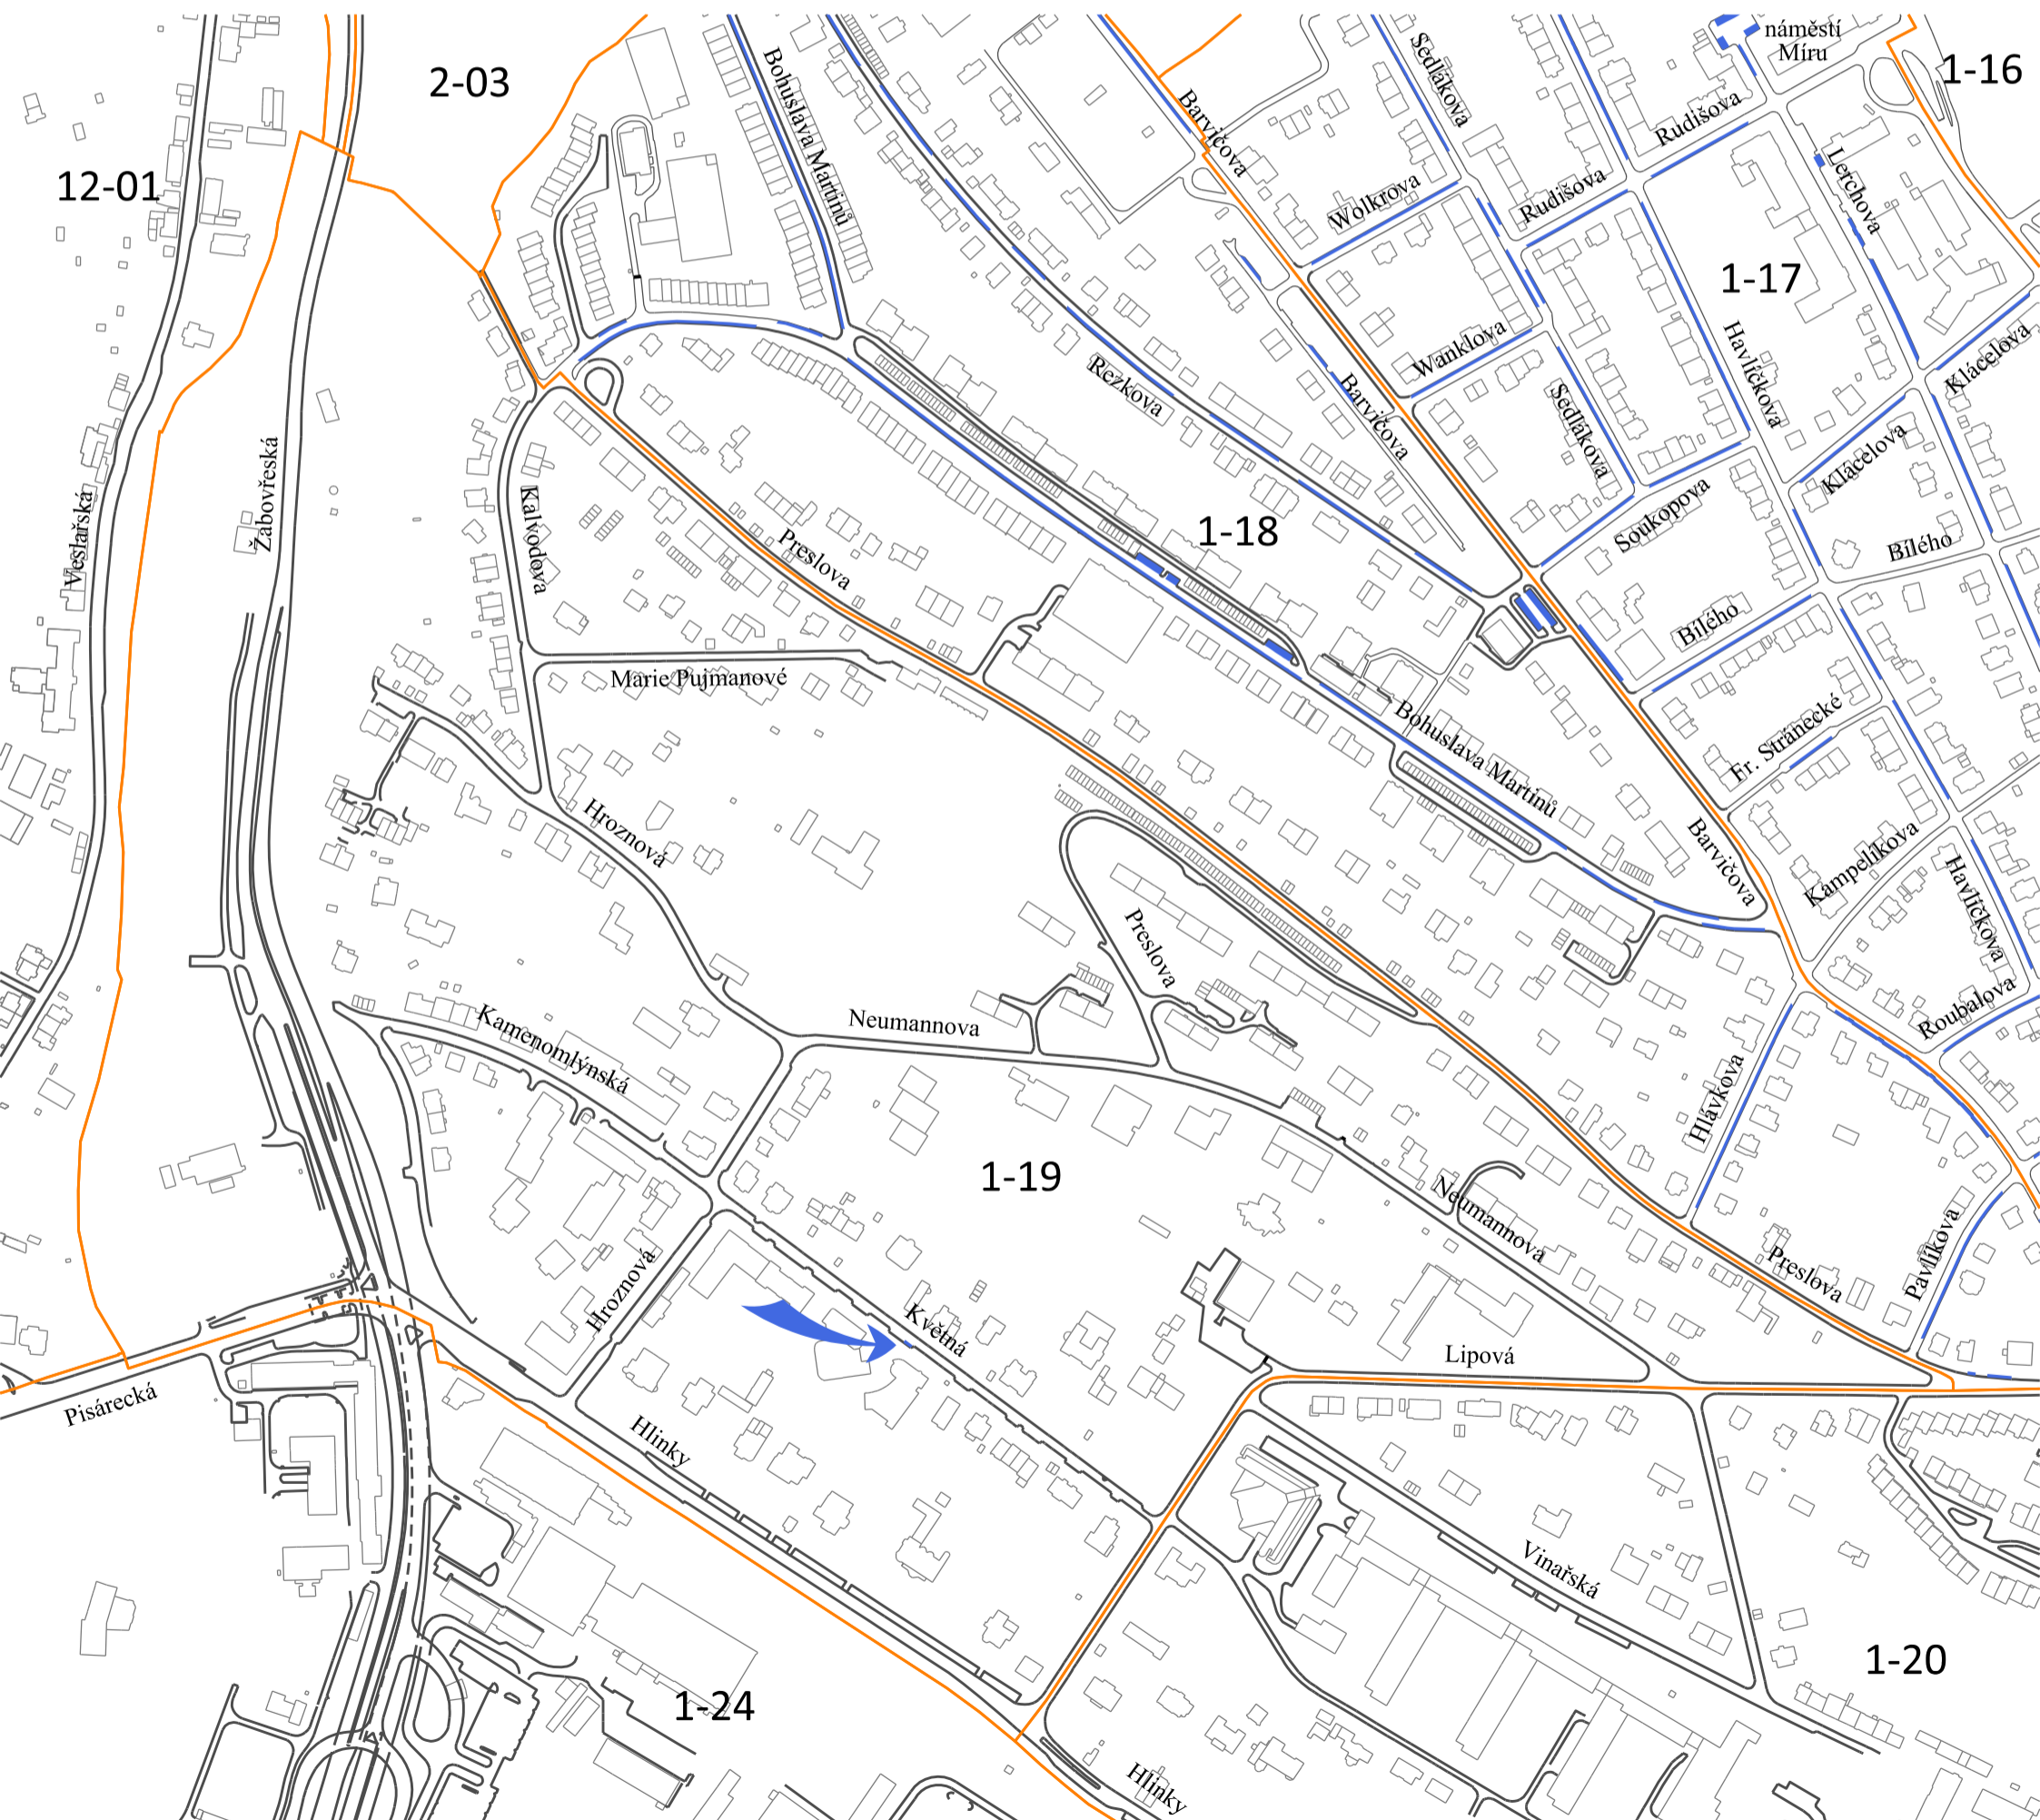 náměstí
Míru
2-03
1-16
Bohuslava Martinů
Sedlákova
Barvičova
Rudišova
12-01
Wolkrova
Rudišova
Lerchova
1-17
Wanklova
Havlíčkova
Klácelova
Rezkova
Barvičova
Sedlákova
Klácelova
Žabovřeská
Veslařská
Kalvodova
Preslova
1-18
Soukopova
Bílého
Bílého
Marie Pujmanové
Bohuslava Martinů
Fr. Stránecké
Hroznová
Barvičova
Kampelíkova
Havlíčkova
Preslova
Kamenomlýnská
Neumannova
Roubalova
Hlávkova
1-19
Neumannova
Hroznová
Květná
Preslova
Pavlíkova
Lipová
Pisárecká
Hlinky
Vinařská
1-20
1-24
Hlinky